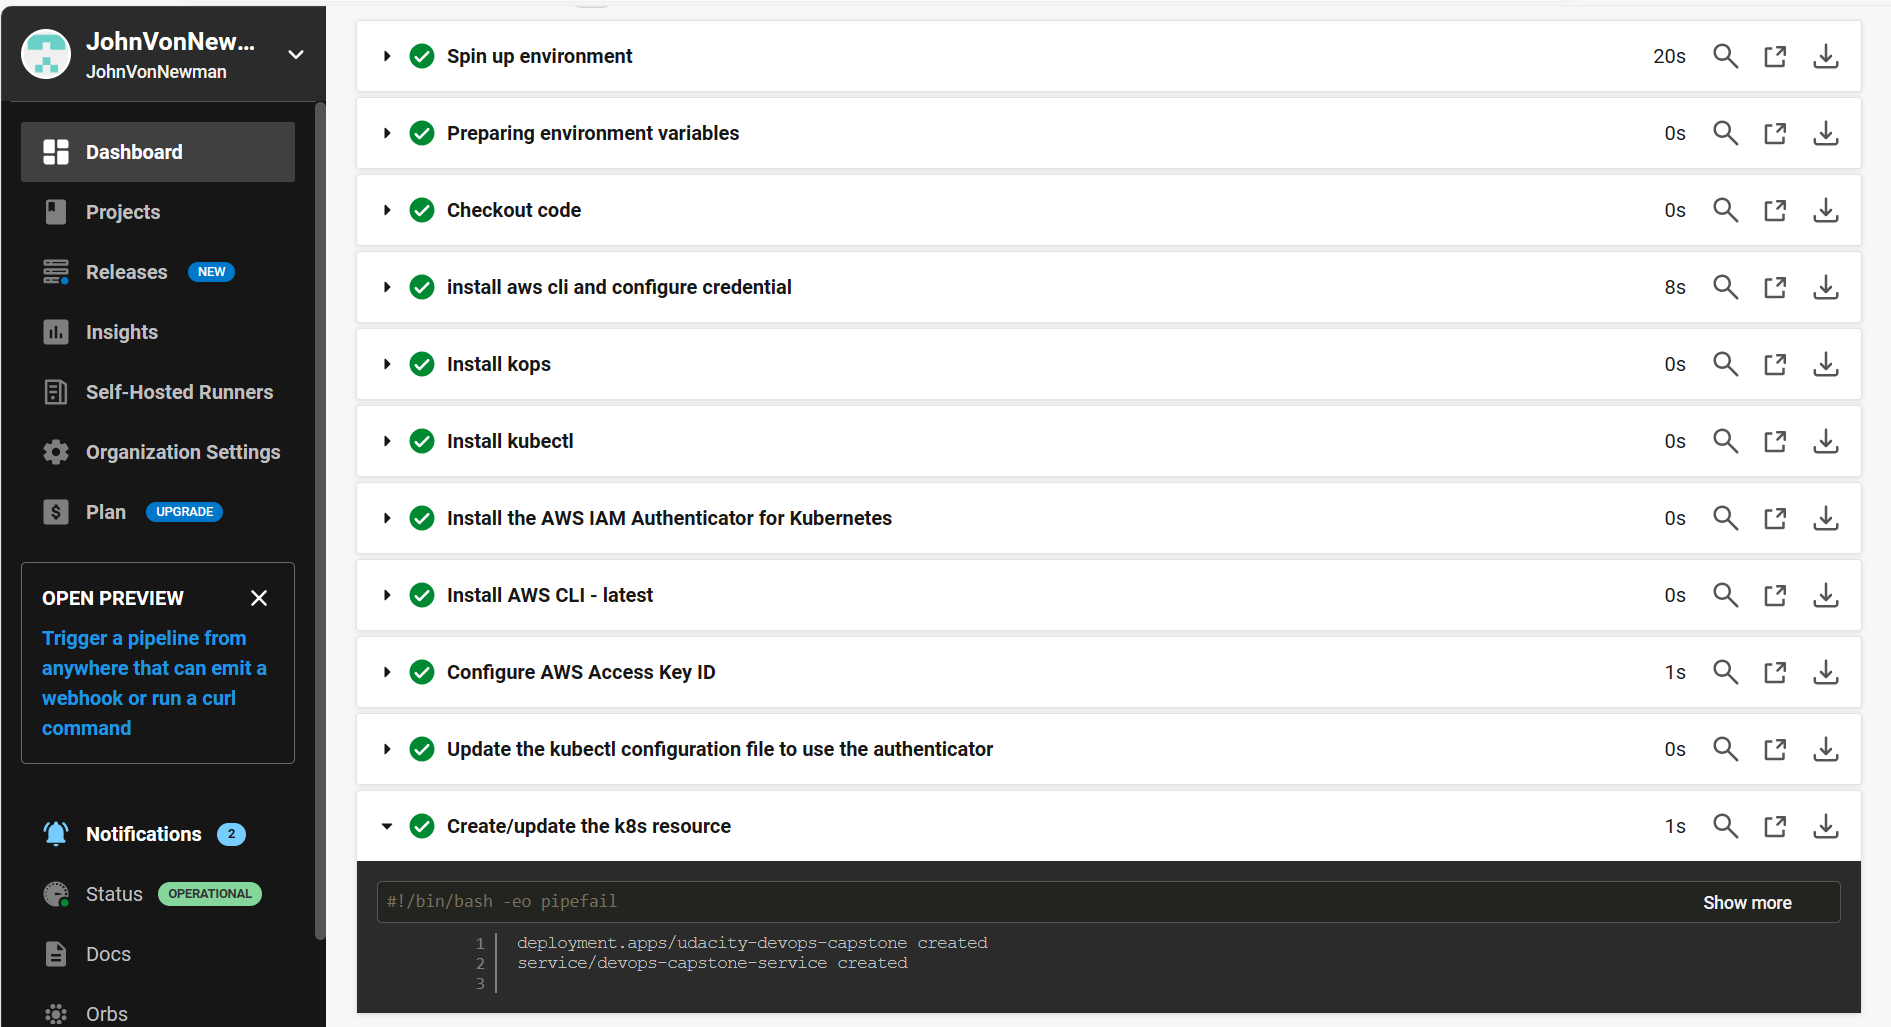 JohnVonNew...
JohnVonNewman
Dashboard
Projects
Releases NEW
Insights
Self-Hosted Runners
Organization Settings
Plan UPGRADE
OPEN PREVIEW
Trigger a pipeline from
anywhere that can emit a
webhook or run a curl
command
Notifications 2
Status OPERATIONAL
Docs
Orbs
Spin up environment 20s
Preparing environment variables 0s
Checkout code 0s
install aws cli and configure credential 8s
Install kops 0s
Install kubectl 0s
Install the AWS IAM Authenticator for Kubernetes 0s
Install AWS CLI - latest 0s
Configure AWS Access Key ID 1s
Update the kubectl configuration file to use the authenticator 0s
Create/update the k8s resource 1s
#!/bin/bash -eo pipefail Show more
1 deployment.apps/udacity-devops-capstone created
2 service/devops-capstone-service created
3